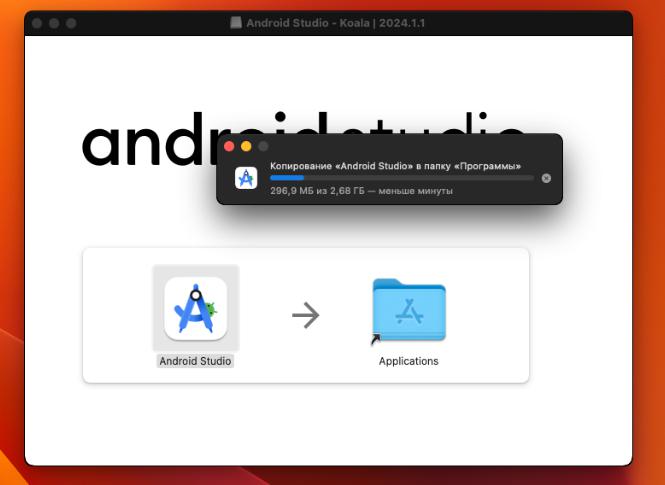 Android Studio - Koala | 2024.1.1
android studio
Копирование «Android Studio» в папку «Программы»
296,9 МБ из 2,68 ГБ — меньше минуты
Android Studio
Applications